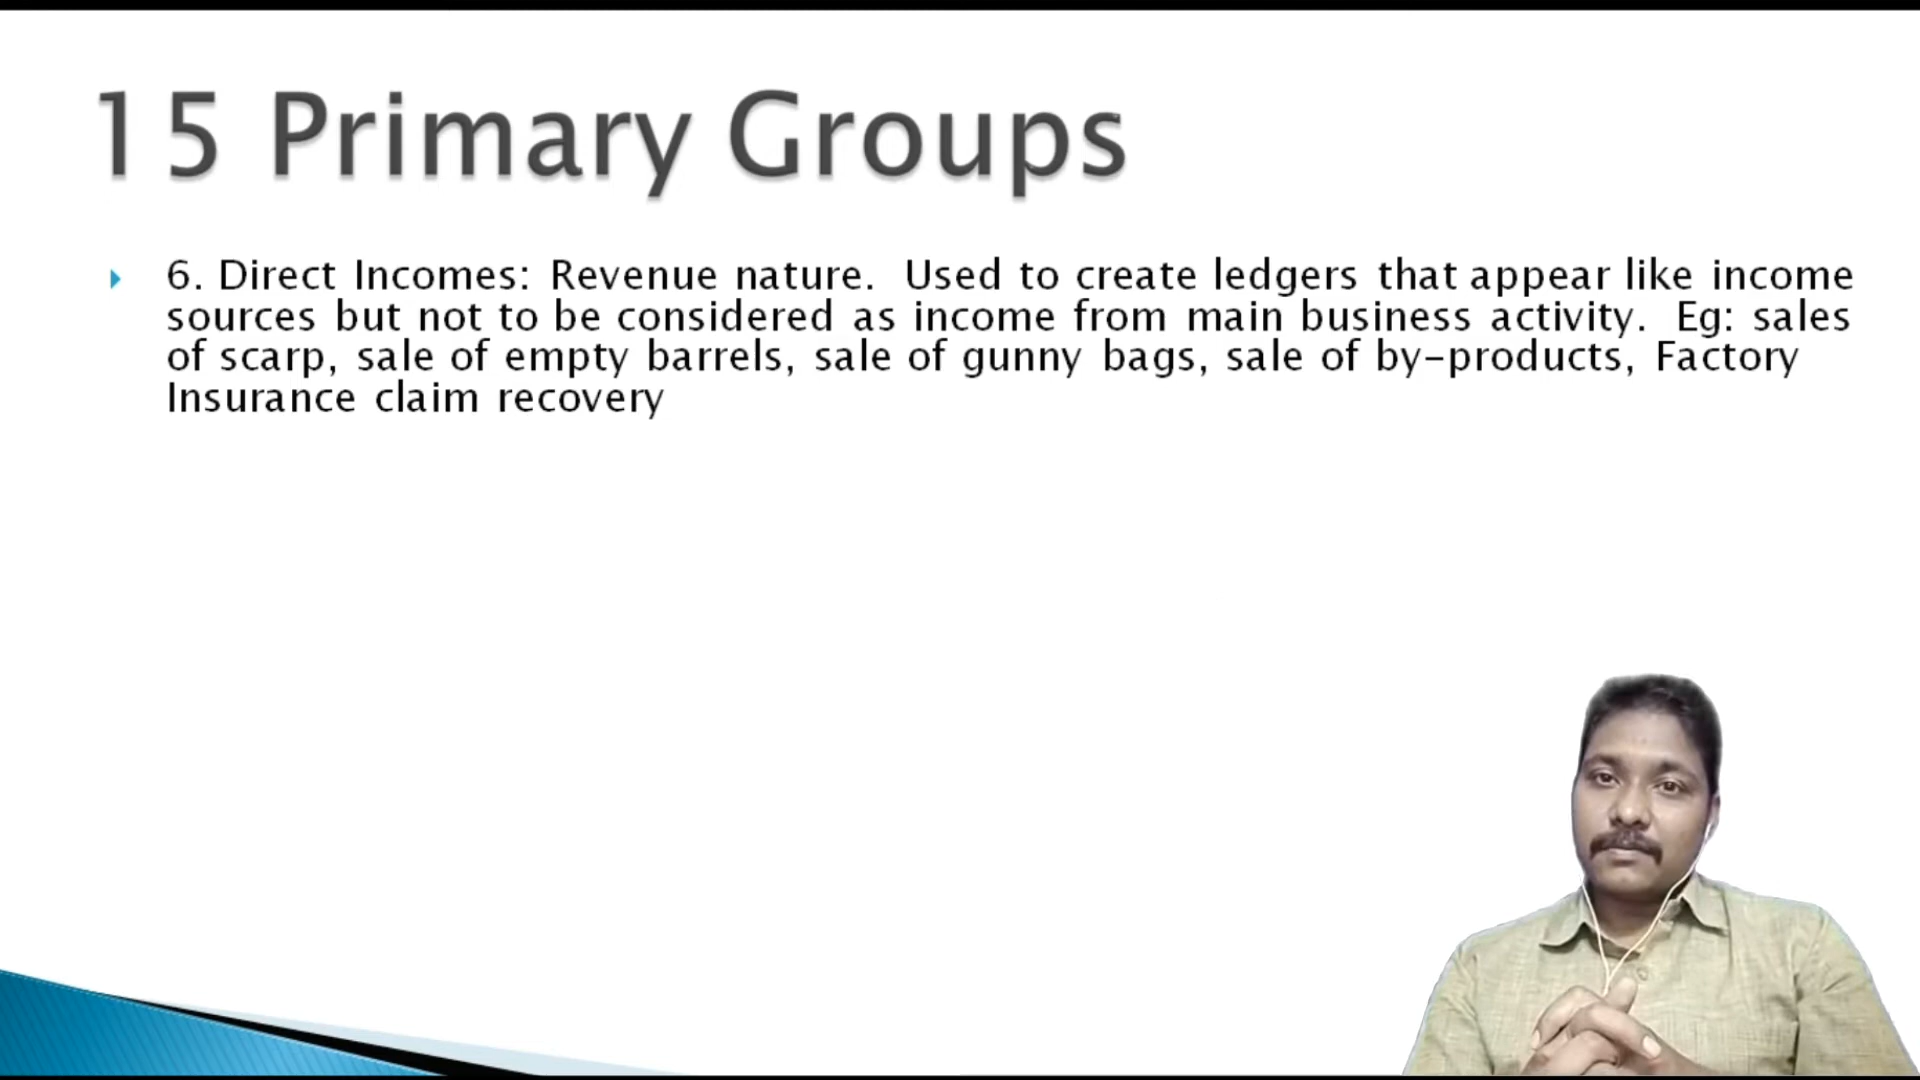 15 Primary Groups
6. Direct Incomes: Revenue nature. Used to create ledgers that appear like income
sources but not to be considered as income from main business activity. Eg: sales
of scarp, sale of empty barrels, sale of gunny bags, sale of by-products, Factory
Insurance claim recovery